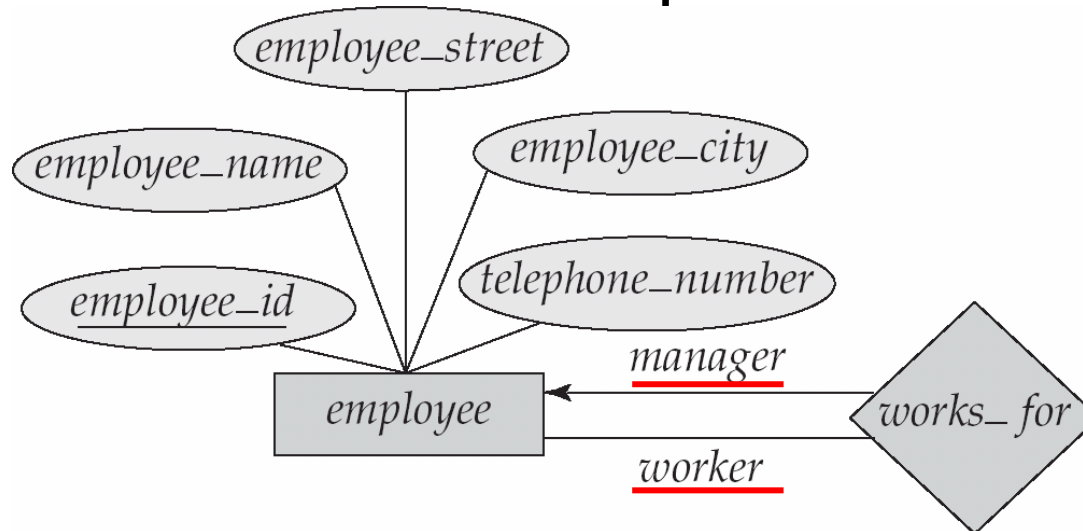 employee_street
employee_name
employee_city
employee_id
telephone_number
manager
employee
works_for
worker